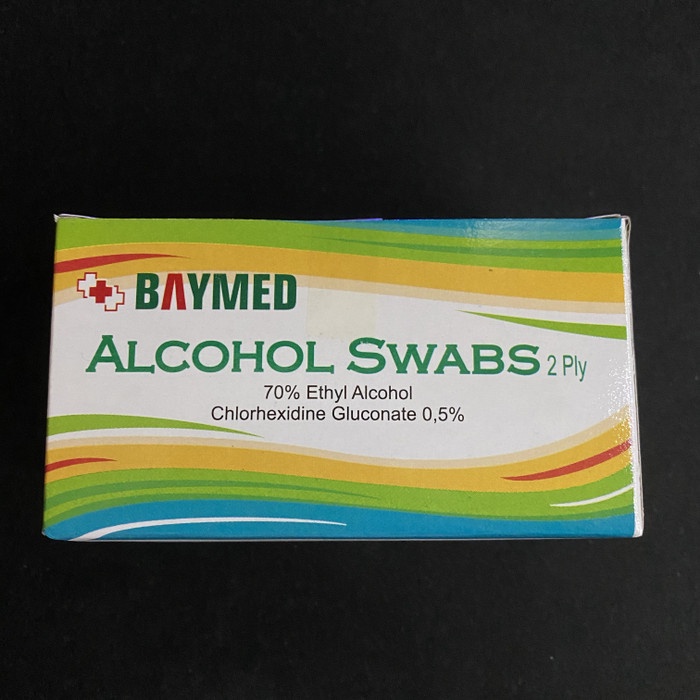 BAYMED
ALCOHOL SWABS 2 Ply
70% Ethyl Alcohol
Chlorhexidine Gluconate 0,5%